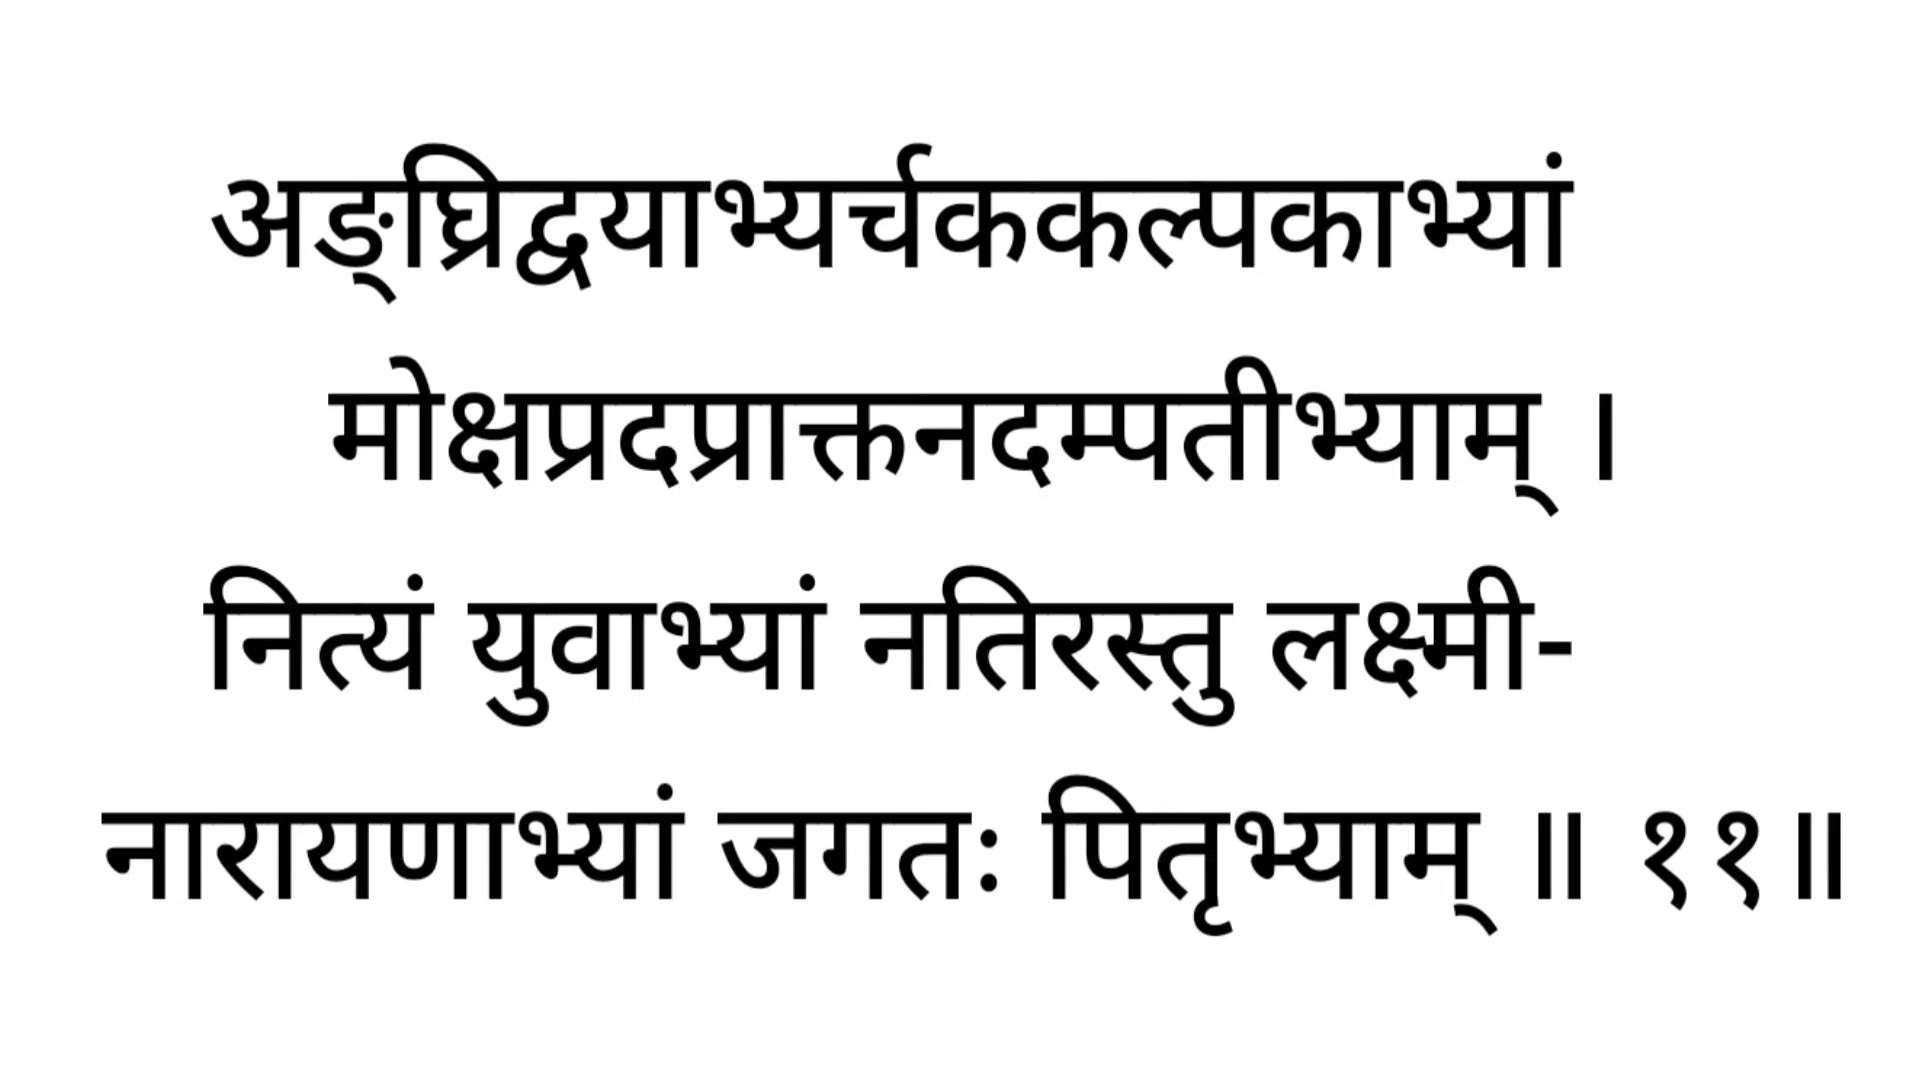 अङ्घ्रिद्वयाभ्यर्चककल्पकाभ्यां
मोक्षप्रदप्राक्तनदम्पतीभ्याम् ।
नित्यं युवाभ्यां नतिरस्तु लक्ष्मी-
नारायणाभ्यां जगतः पितृभ्याम् ॥ ११॥